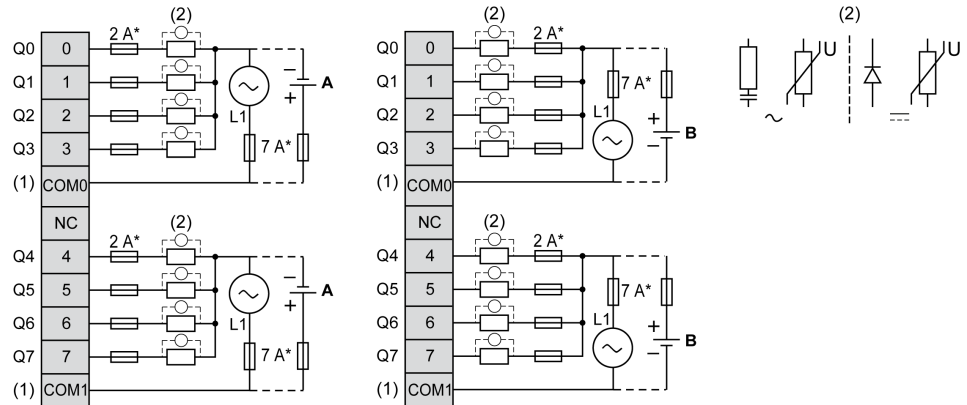 (2)
2 A*
Q0 0
Q1 1
Q2 2
Q3 3
(1) COM0
NC
L1
7 A*
−
+
A
(2)
2 A*
Q4 4
Q5 5
Q6 6
Q7 7
(1) COM1
L1
7 A*
−
+
A
(2)
2 A*
Q0 0
Q1 1
Q2 2
Q3 3
(1) COM0
NC
7 A*
L1
+
−
B
(2)
2 A*
Q4 4
Q5 5
Q6 6
Q7 7
(1) COM1
7 A*
L1
+
−
B
(2)
U
U